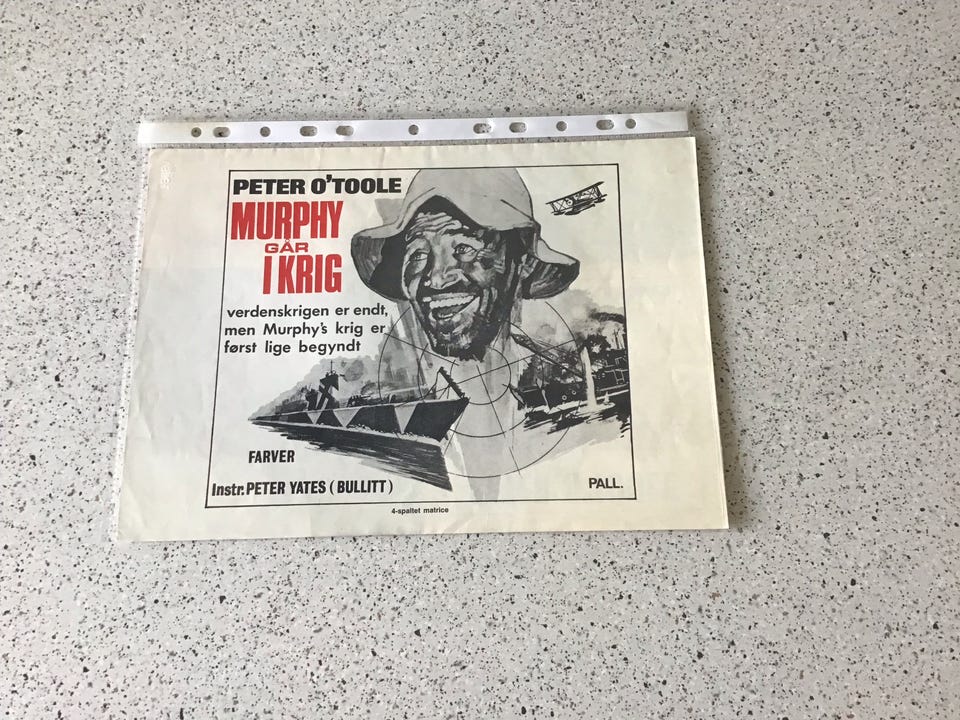 PETER O'TOOLE
MURPHY
GÅR
I KRIG
verdenskrigen er endt,
men Murphy's krig er
først lige begyndt
FARVER
Instr: PETER YATES ( BULLITT )
PALL.
4-spaltet matrice